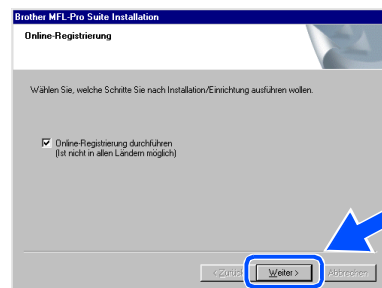 Brother MFL-Pro Suite Installation
Online-Registrierung
Wählen Sie, welche Schritte Sie nach Installation/Einrichtung ausführen wollen.
Online-Registrierung durchführen
(Ist nicht in allen Ländern möglich)
< Zurück Weiter > Abbrechen